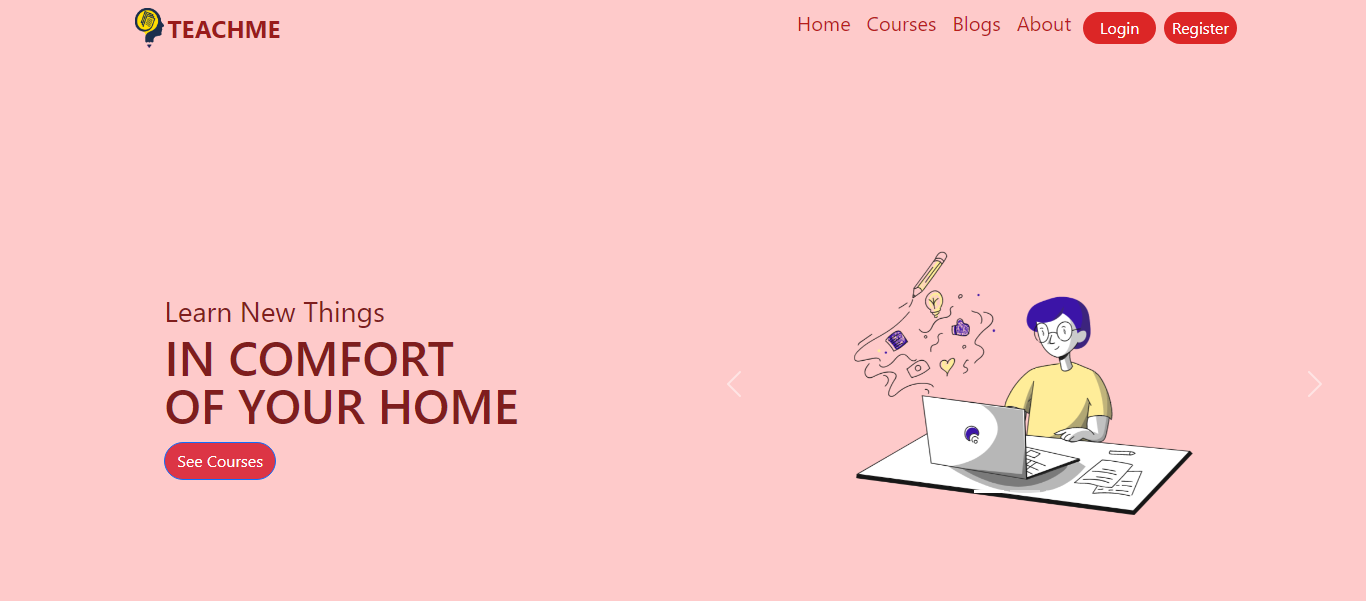 TEACHME
Home Courses Blogs About Login Register
Learn New Things
IN COMFORT
OF YOUR HOME
See Courses